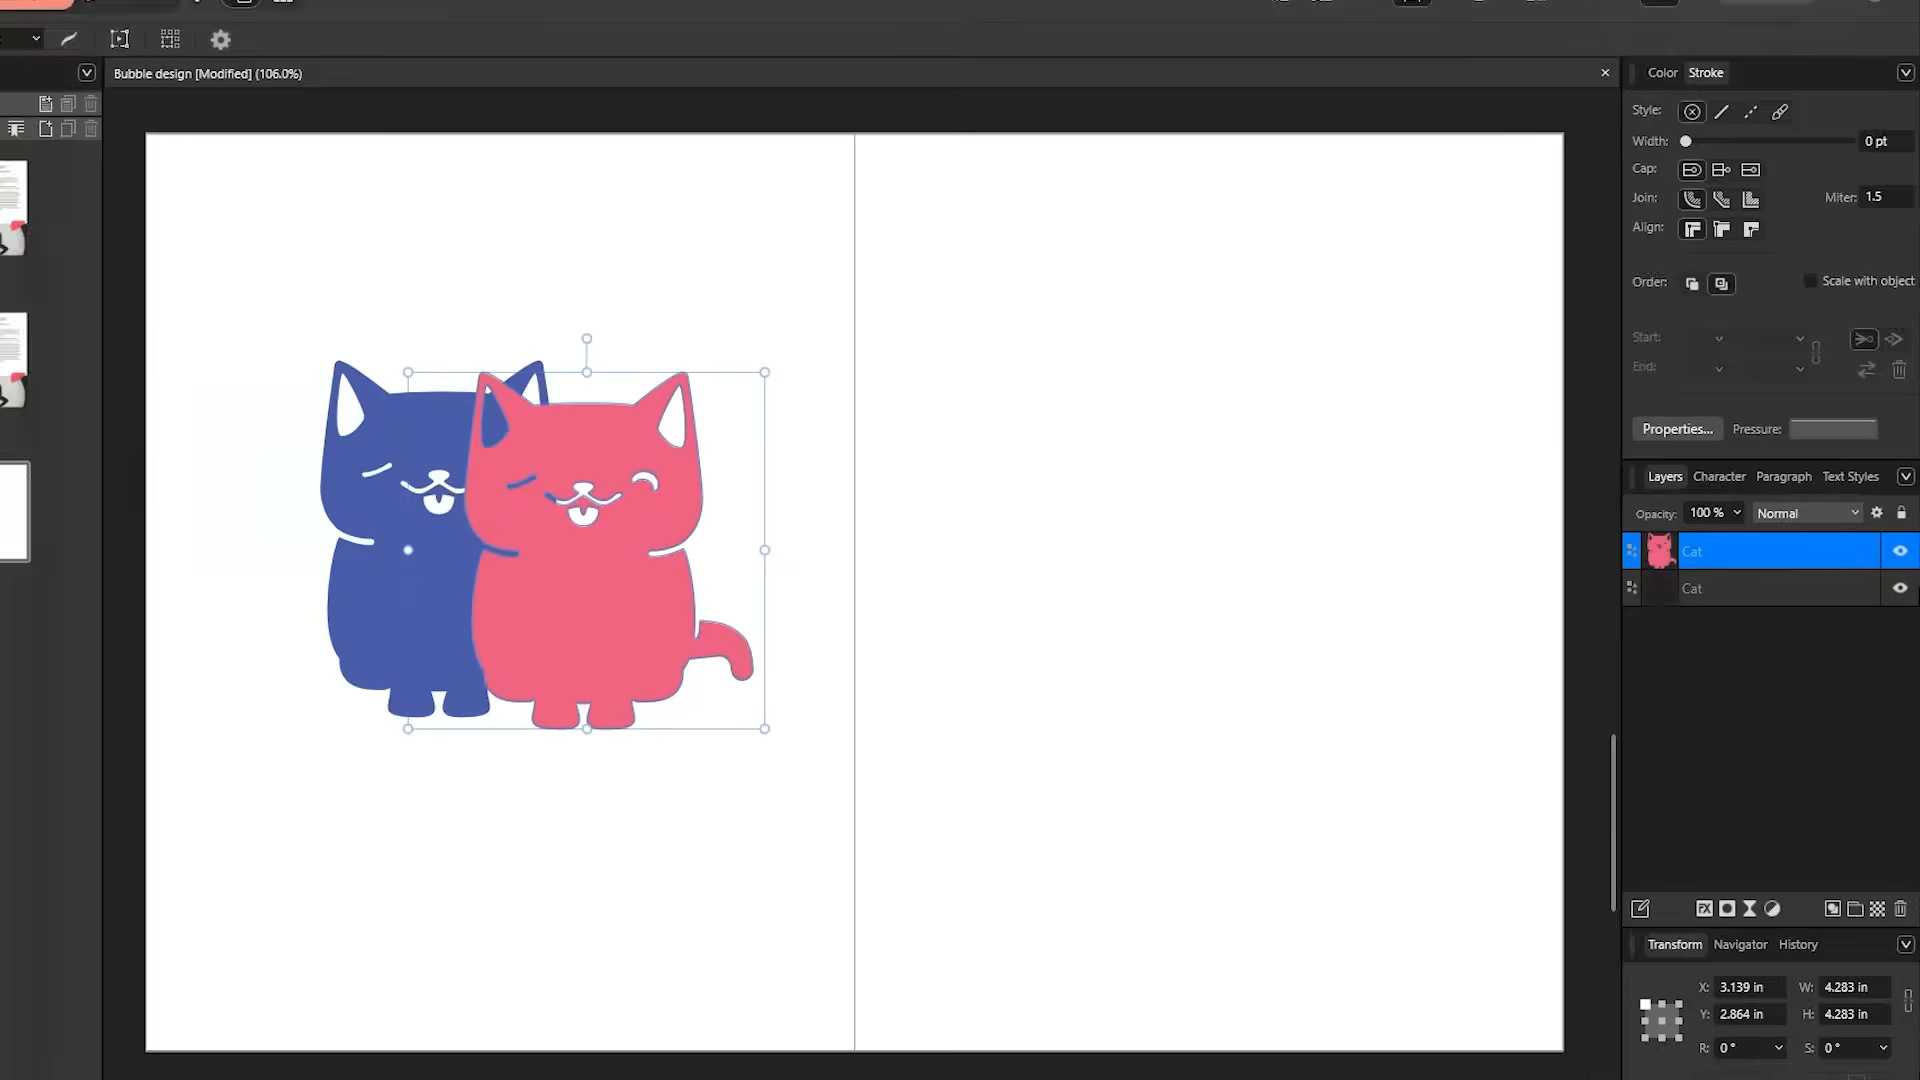 Bubble design [Modified] (106.0%)
Color Stroke
Style:
Width: 0 pt
Cap:
Join: Miter: 1.5
Align:
Order: Scale with object
Start:
End:
Properties... Pressure:
Layers Character Paragraph Text Styles
Opacity: 100 % Normal
Cat
Cat
FX
Transform Navigator History
X: 3.139 in W: 4.283 in
Y: 2.864 in H: 4.283 in
R: 0 ° S: 0 °